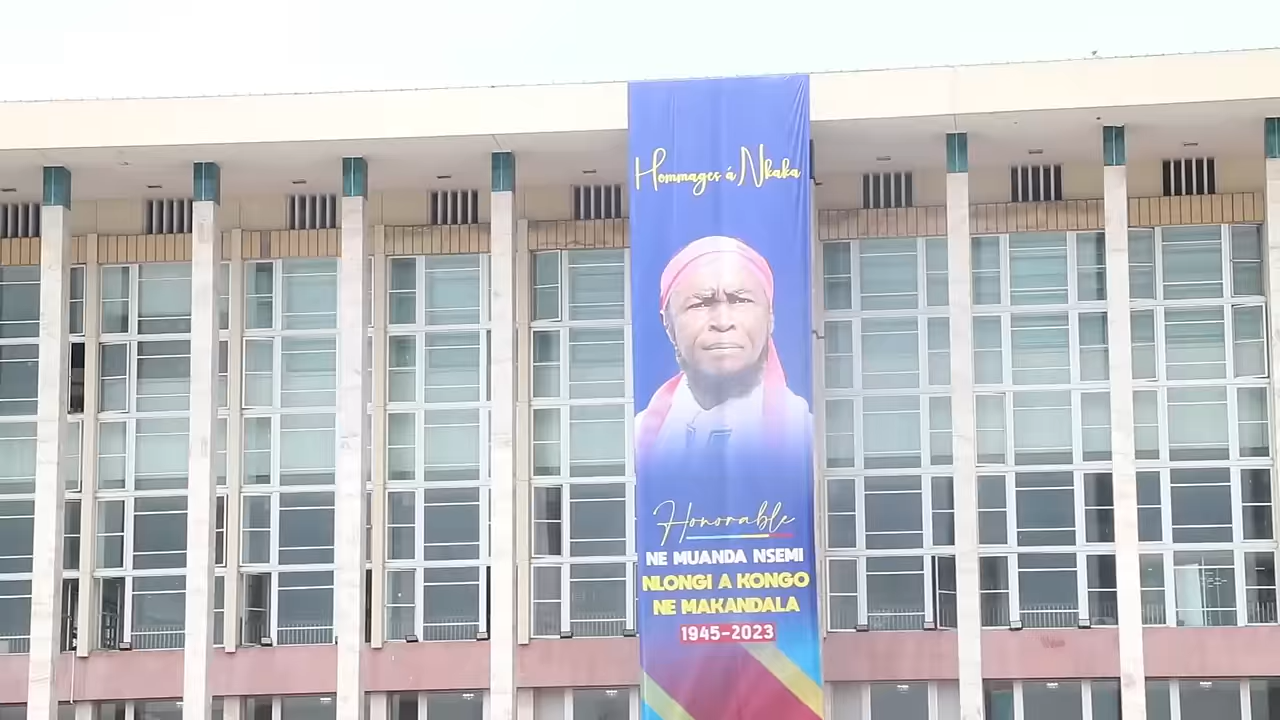 Hommages á Nkaka
Honorable
NE MUANDA NSEMI
NLONGI A KONGO
NE MAKANDALA
1945-2023